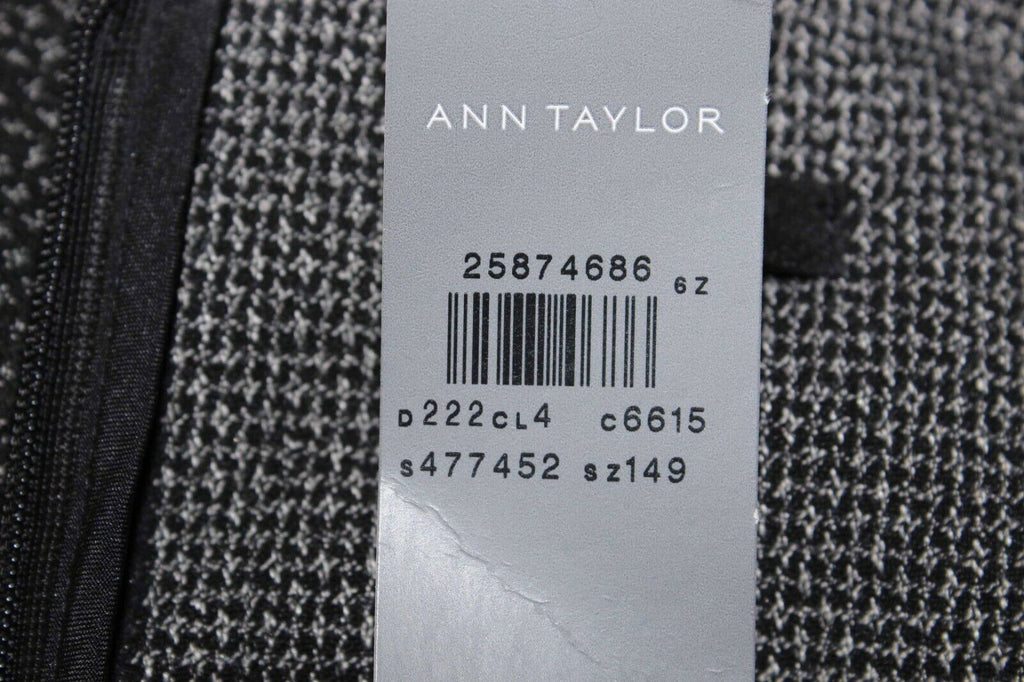 ANN TAYLOR
25874686 6Z
D222CL4 C6615
S477452 SZ149